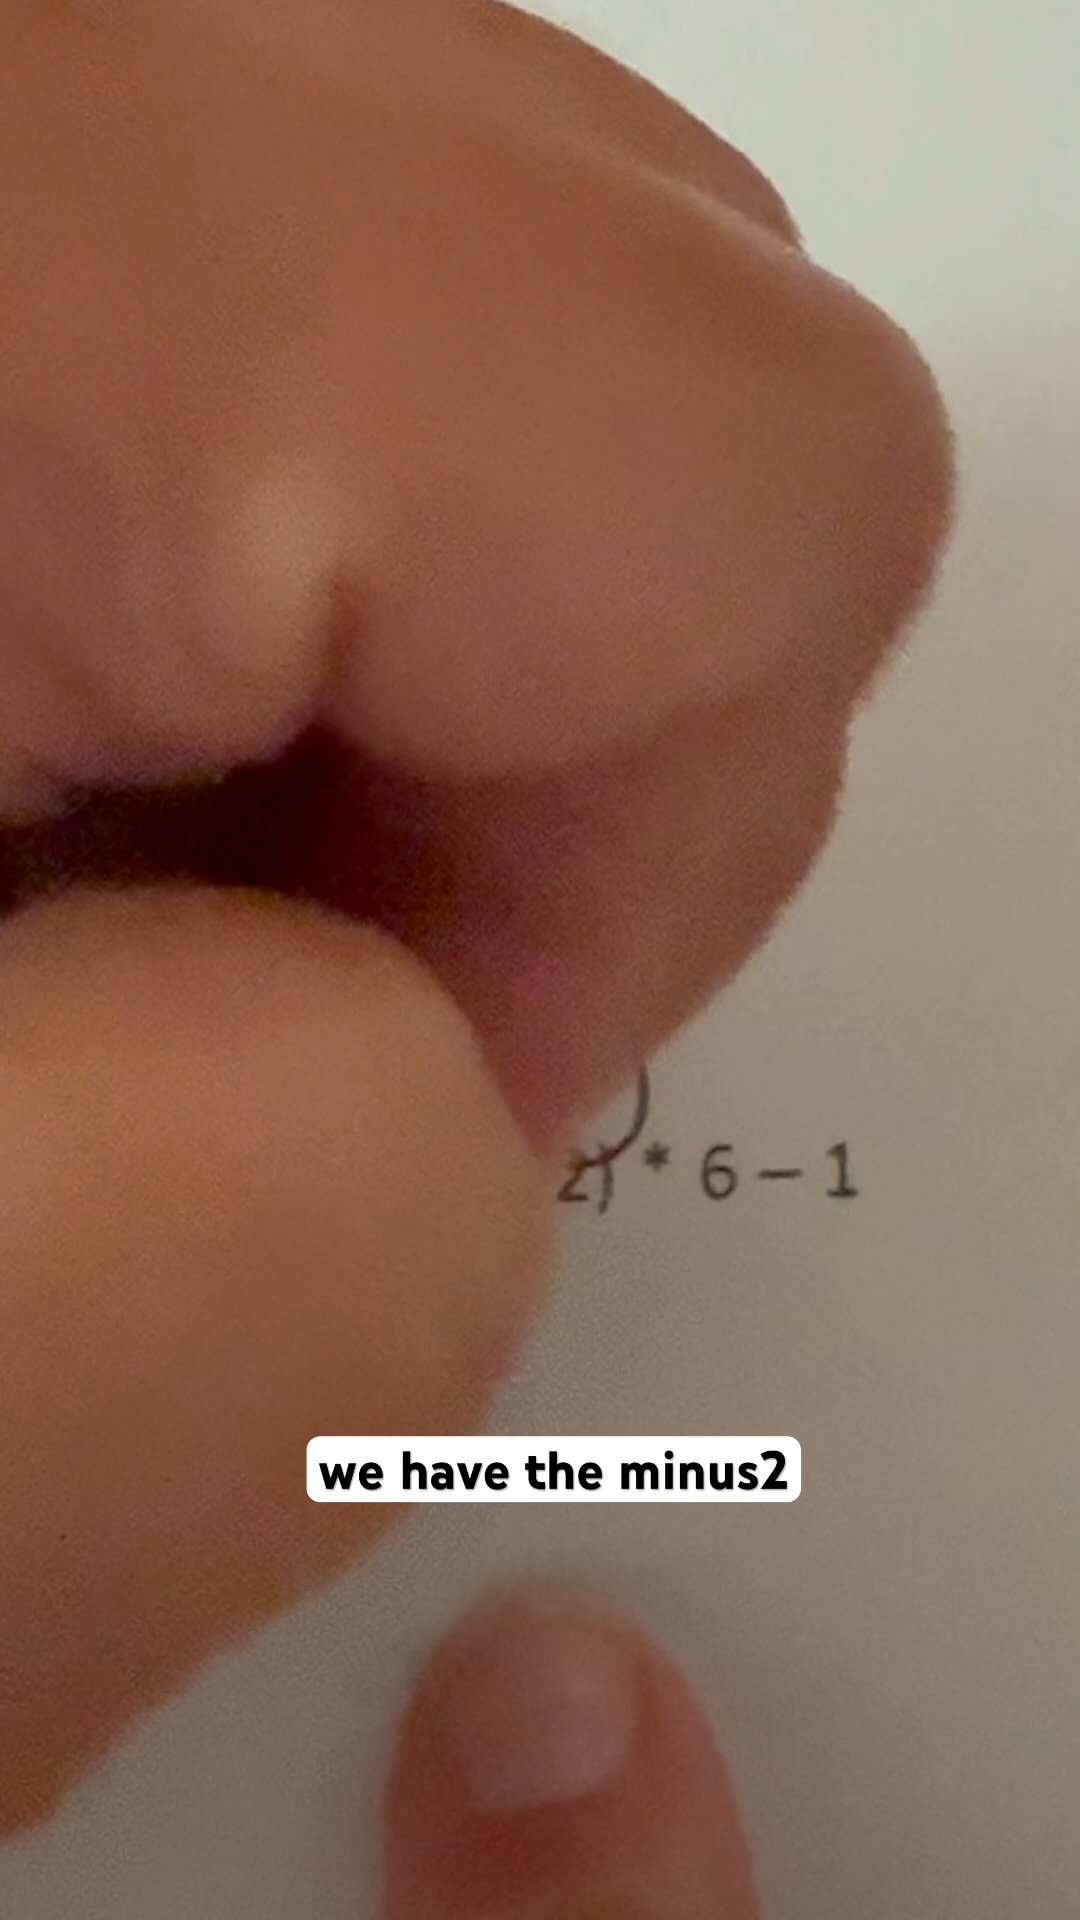 2) * 6 – 1
we have the minus2